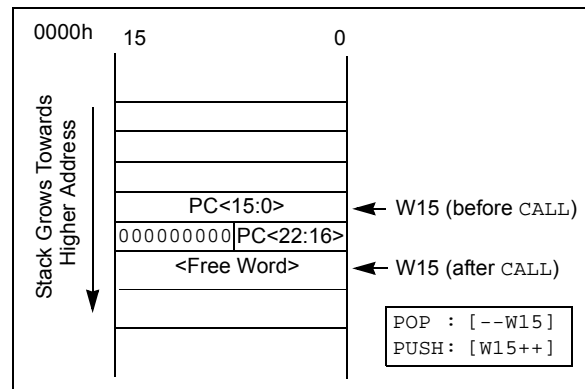 0000h
15 0
Stack Grows Towards
Higher Address
PC<15:0>
W15 (before CALL)
000000000 PC<22:16>
<Free Word>
W15 (after CALL)
POP : [--W15]
PUSH: [W15++]